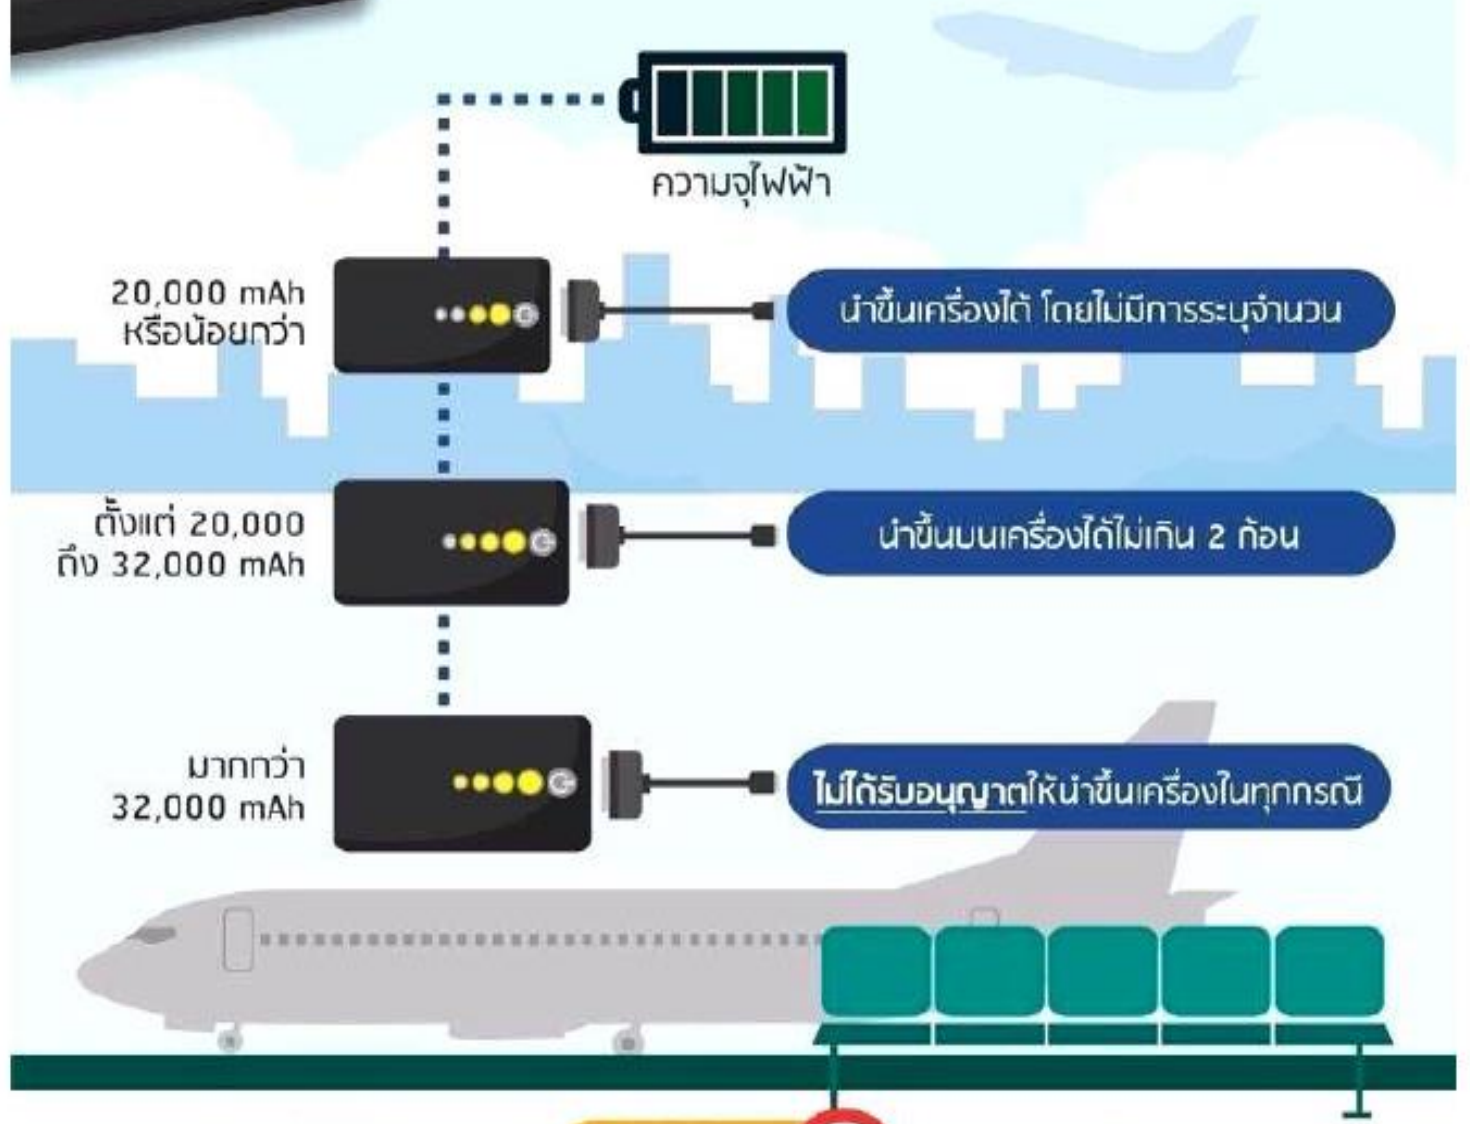 ความจุไฟฟ้า
20,000 mAh
หรือน้อยกว่า
นำขึ้นเครื่องได้ โดยไม่มีการระบุจำนวน
ตั้งแต่ 20,000
ถึง 32,000 mAh
นำขึ้นบนเครื่องได้ไม่เกิน 2 ก้อน
มากกว่า
32,000 mAh
ไม่ได้รับอนุญาตให้นำขึ้นเครื่องในทุกกรณี